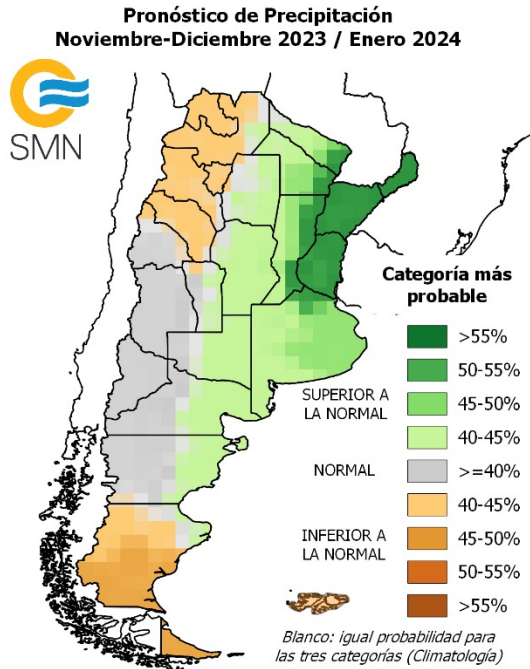 Pronóstico de Precipitación
Noviembre-Diciembre 2023 / Enero 2024
SMN
Categoría más
probable
>55%
50-55%
SUPERIOR A
LA NORMAL
45-50%
40-45%
NORMAL
>=40%
40-45%
INFERIOR A
LA NORMAL
45-50%
50-55%
>55%
Blanco: igual probabilidad para
las tres categorías (Climatología)